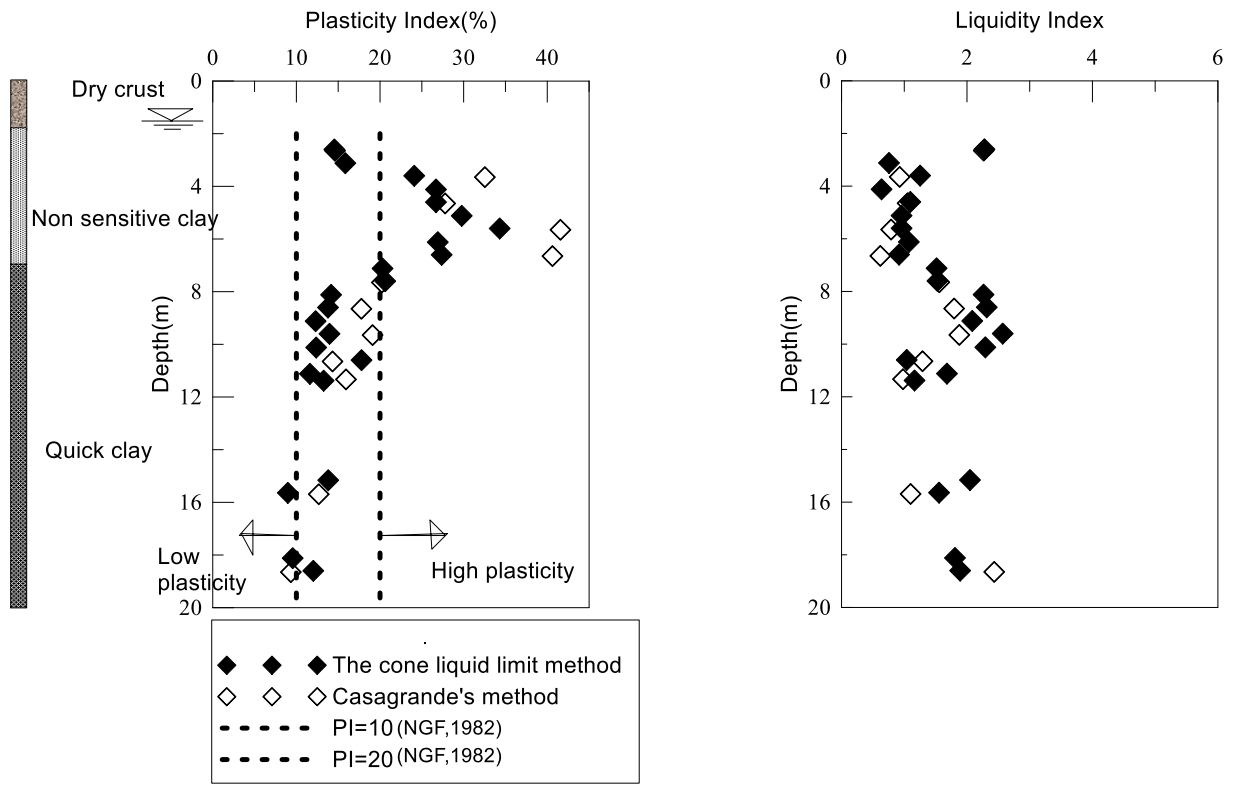 Plasticity Index(%)
0 10 20 30 40
0
4
8
12
16
20
Depth(m)
Dry crust
Non sensitive clay
Quick clay
Low
plasticity
High plasticity
The cone liquid limit method
Casagrande's method
PI=10 (NGF,1982)
PI=20 (NGF,1982)
Liquidity Index
0 2 4 6
0
4
8
12
16
20
Depth(m)